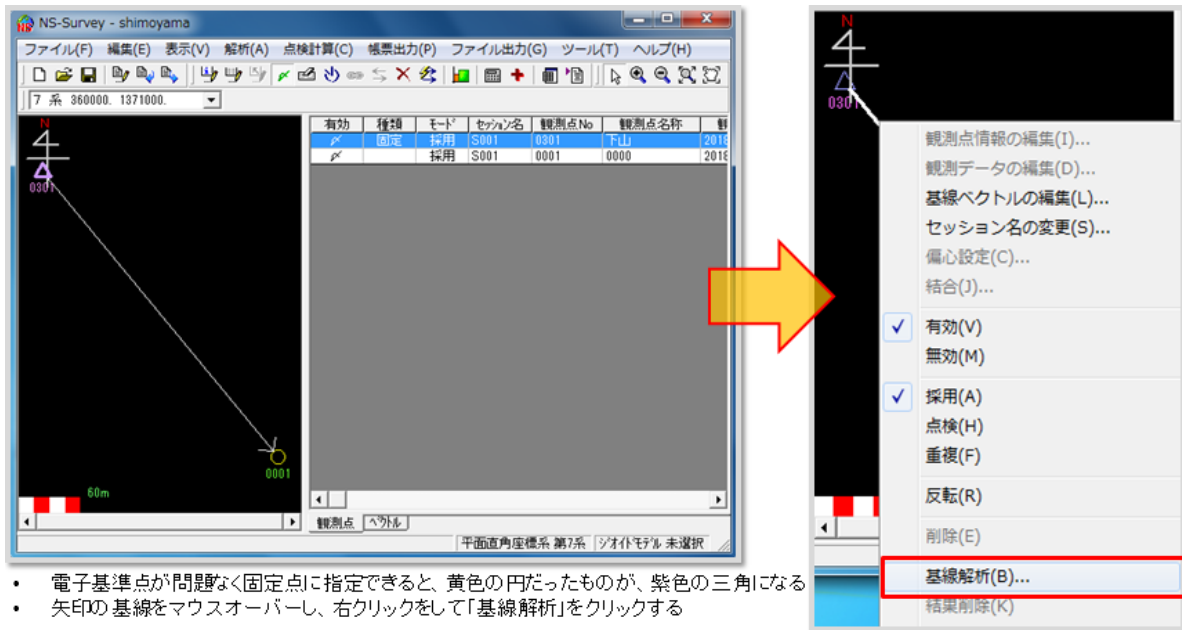 NS-Survey - shimoyama
ファイル(F) 編集(E) 表示(V) 解析(A) 点検計算(C) 帳票出力(P) ファイル出力(G) ツール(T) ヘルプ(H)
7 系 360000. 1371000.
有効 種類 モード セッション名 観測点No 観測点名称 観
固定 採用 S001 0301 下山 2018
採用 S001 0001 0000 2018
N
4
0301
0001
60m
観測点 ベクトル
平面直角座標系 第7系 ジオイドモデル 未選択
N
4
0301
観測点情報の編集(I)...
観測データの編集(D)...
基線ベクトルの編集(L)...
セッション名の変更(S)...
偏心設定(C)...
結合(J)...
有効(V)
無効(M)
採用(A)
点検(H)
重複(F)
反転(R)
削除(E)
基線解析(B)...
結果削除(K)
• 電子基準点が問題なく固定点に指定できると、黄色の円だったものが、紫色の三角になる
• 矢印の基線をマウスオーバーし、右クリックをして「基線解析」をクリックする